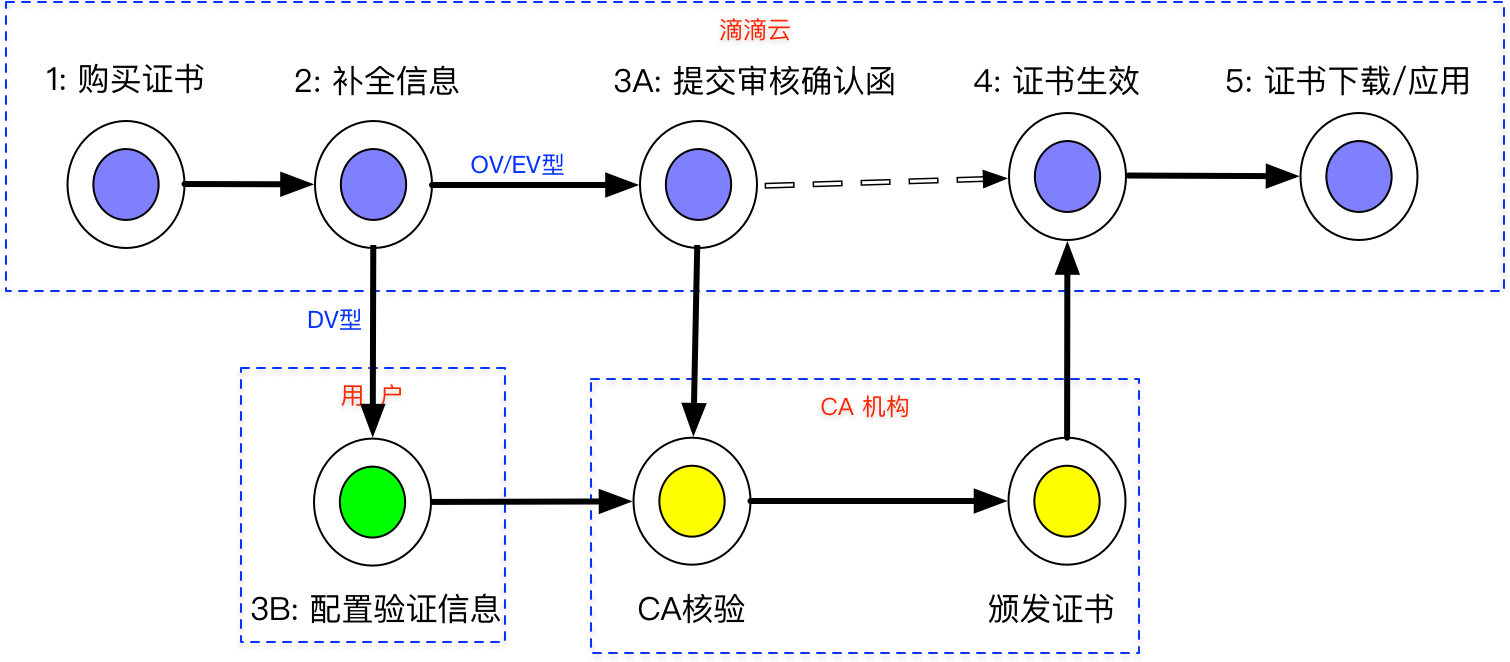 滴滴云
1: 购买证书
2: 补全信息
3A: 提交审核确认函
4: 证书生效
5: 证书下载/应用
OV/EV型
DV型
用 户
CA 机构
3B: 配置验证信息
CA核验
颁发证书